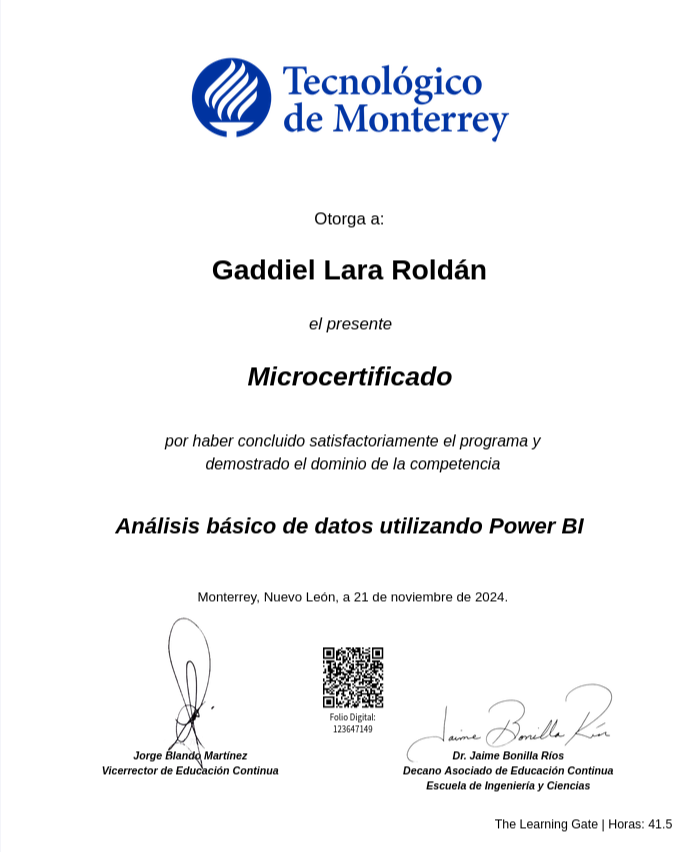 Tecnológico
de Monterrey
Otorga a:
Gaddiel Lara Roldán
el presente
Microcertificado
por haber concluido satisfactoriamente el programa y
demostrado el dominio de la competencia
Análisis básico de datos utilizando Power BI
Monterrey, Nuevo León, a 21 de noviembre de 2024.
Folio Digital:
123647149
Jaime Bonilla Rín
Jorge Blando Martínez
Vicerrector de Educación Continua
Dr. Jaime Bonilla Ríos
Decano Asociado de Educación Continua
Escuela de Ingeniería y Ciencias
The Learning Gate | Horas: 41.5